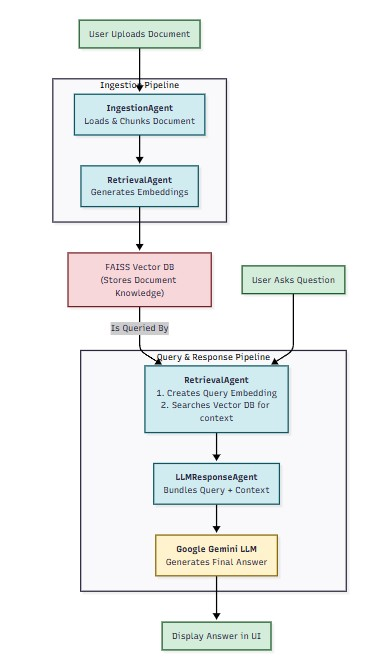 User Uploads Document
Ingestion Pipeline
IngestionAgent
Loads & Chunks Document
RetrievalAgent
Generates Embeddings
FAISS Vector DB
(Stores Document
Knowledge)
User Asks Question
Is Queried By
Query & Response Pipeline
RetrievalAgent
1. Creates Query Embedding
2. Searches Vector DB for
context
LLMResponseAgent
Bundles Query + Context
Google Gemini LLM
Generates Final Answer
Display Answer in UI